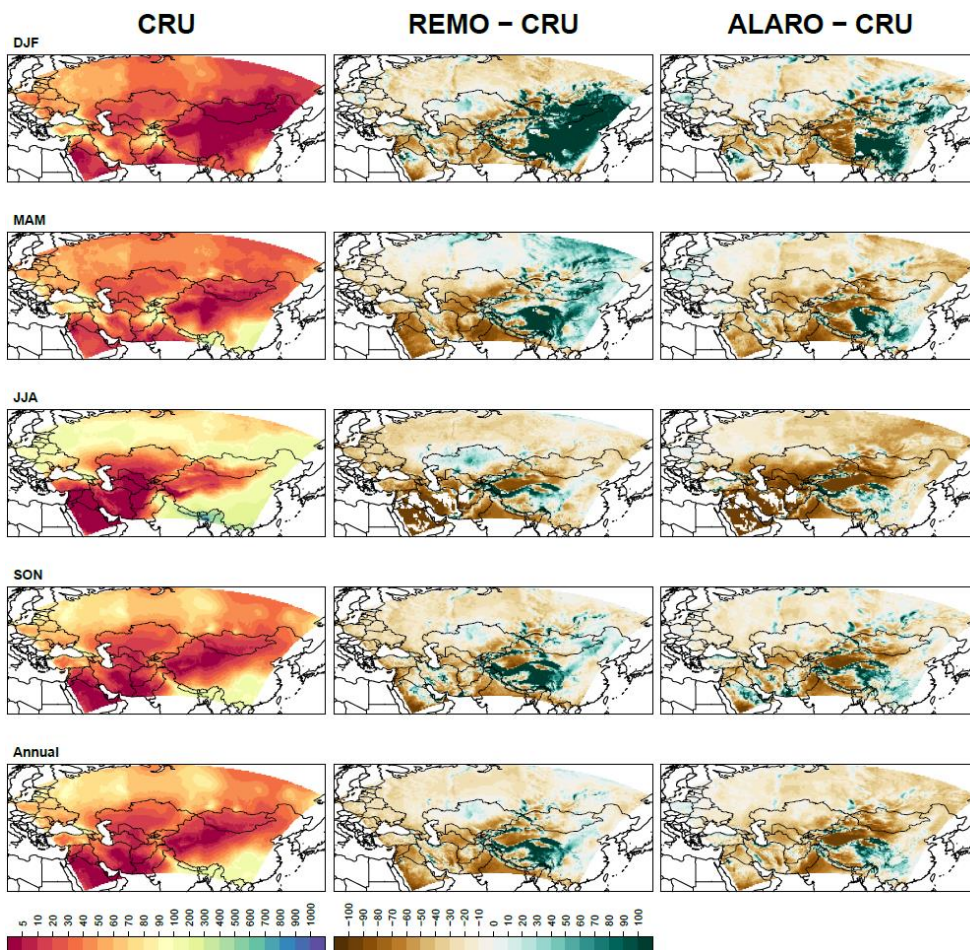 CRU REMO − CRU ALARO − CRU
DJF
MAM
JJA
SON
Annual
5 10 20 30 40 50 60 70 80 90 100 200 300 400 500 600 700 800 900 1000
−100 −90 −80 −70 −60 −50 −40 −30 −20 −10 0 10 20 30 40 50 60 70 80 90 100